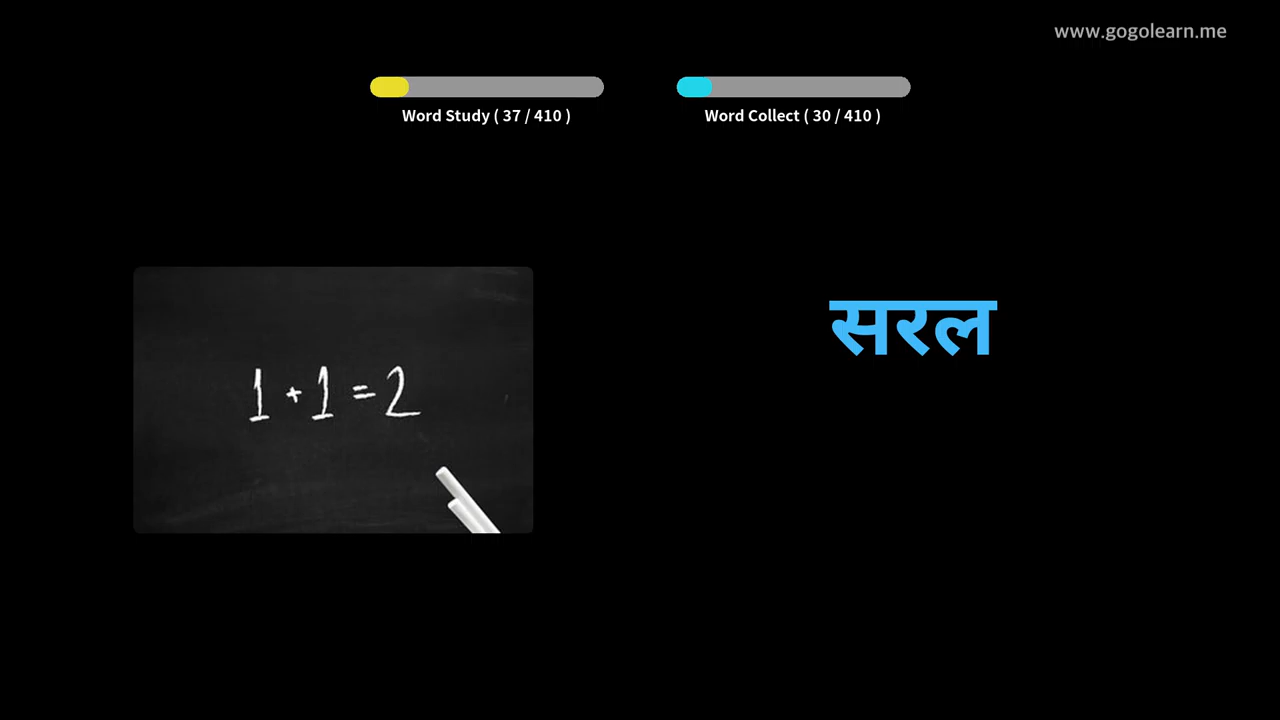 www.gogolearn.me
Word Study ( 37 / 410 )
Word Collect ( 30 / 410 )
सरल
1 + 1 = 2